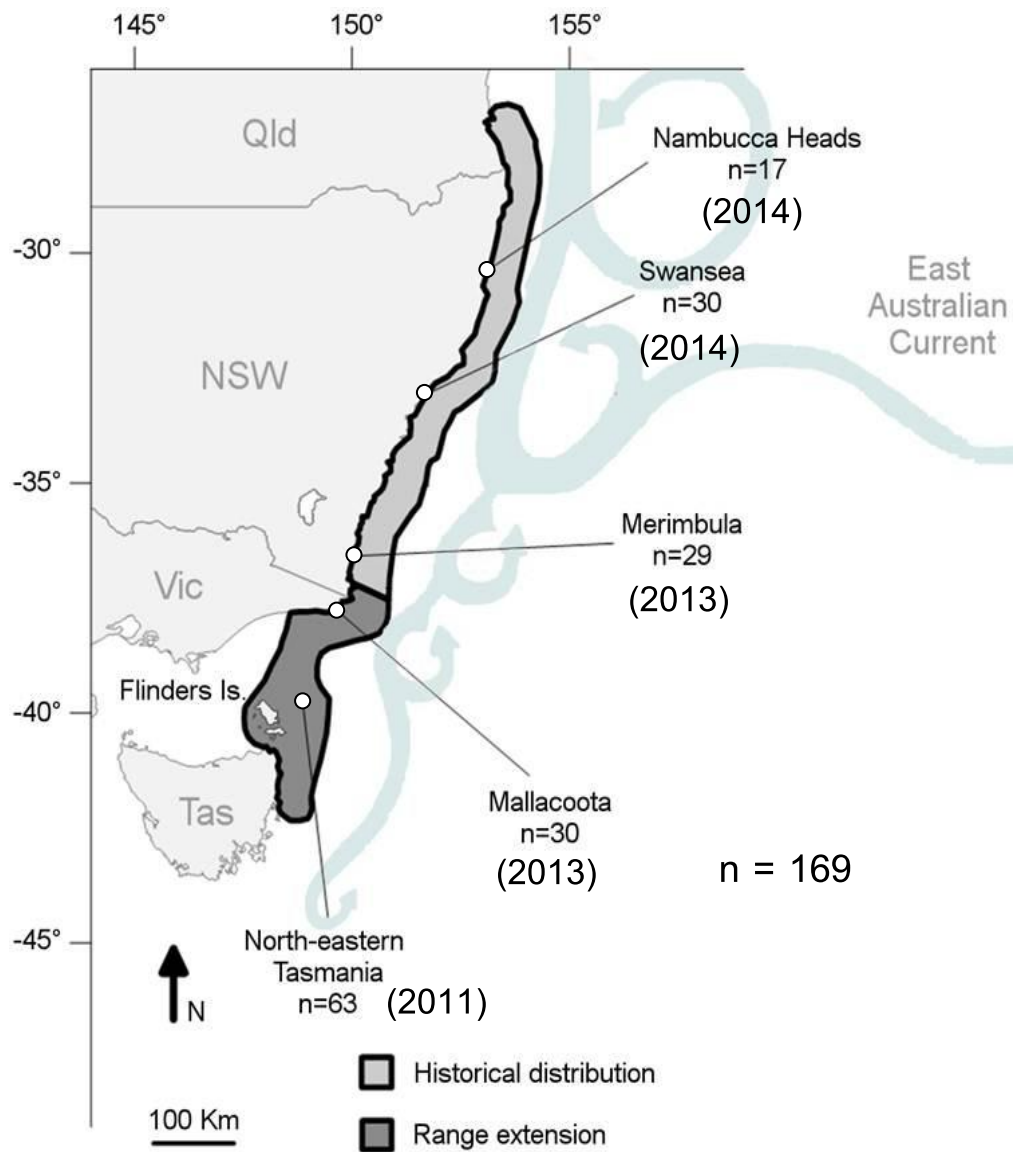 145°
150°
155°
Qld
Nambucca Heads
n=17
(2014)
-30°
Swansea
n=30
(2014)
East
Australian
Current
NSW
-35°
Merimbula
n=29
(2013)
Vic
Flinders Is.
-40°
Tas
Mallacoota
n=30
(2013)
n = 169
-45°
North-eastern
Tasmania
n=63 (2011)
N
Historical distribution
100 Km
Range extension